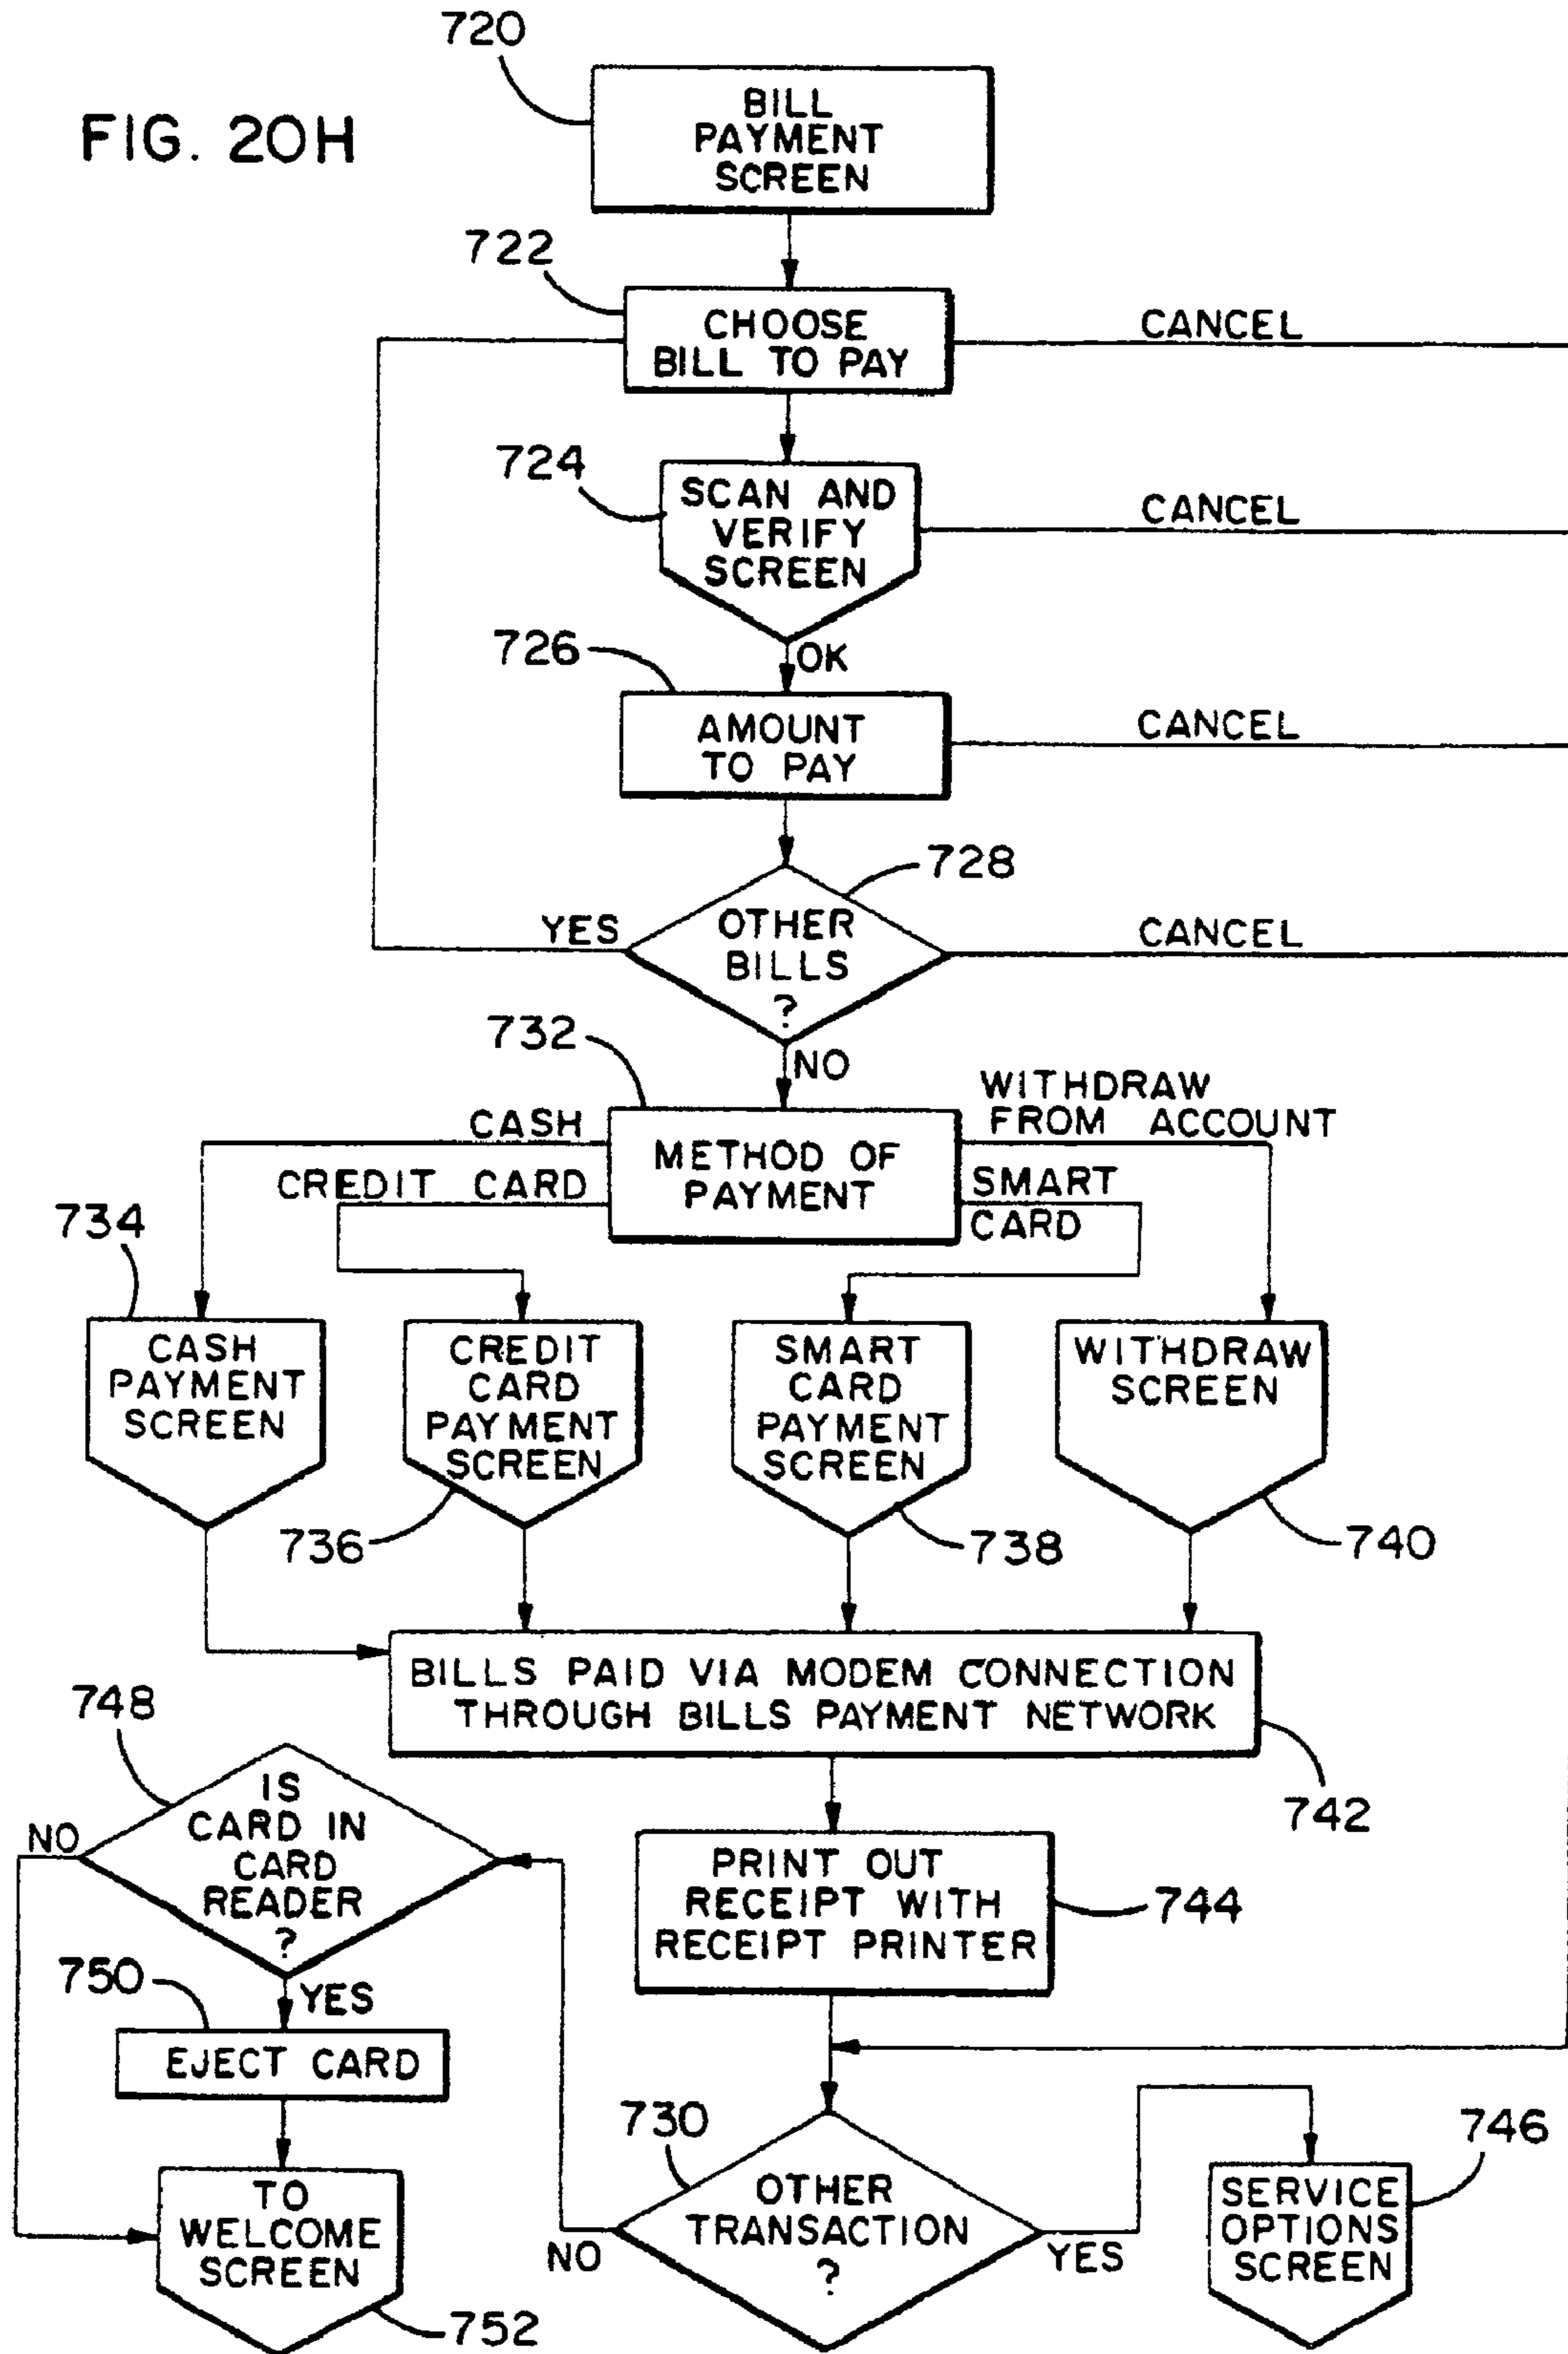 720
FIG. 20H
BILL
PAYMENT
SCREEN
722
CHOOSE
BILL TO PAY
CANCEL
724
SCAN AND
VERIFY
SCREEN
CANCEL
OK
726
AMOUNT
TO PAY
CANCEL
728
YES
OTHER
BILLS
?
CANCEL
732
NO
CASH
CREDIT CARD
METHOD OF
PAYMENT
WITHDRAW
FROM ACCOUNT
SMART
CARD
734
CASH
PAYMENT
SCREEN
CREDIT
CARD
PAYMENT
SCREEN
SMART
CARD
PAYMENT
SCREEN
WITHDRAW
SCREEN
736
738
740
BILLS PAID VIA MODEM CONNECTION
THROUGH BILLS PAYMENT NETWORK
742
748
IS
CARD IN
CARD
READER
?
NO
PRINT OUT
RECEIPT WITH
RECEIPT PRINTER
744
750
YES
EJECT CARD
730
OTHER
TRANSACTION
?
NO
YES
746
SERVICE
OPTIONS
SCREEN
TO
WELCOME
SCREEN
752